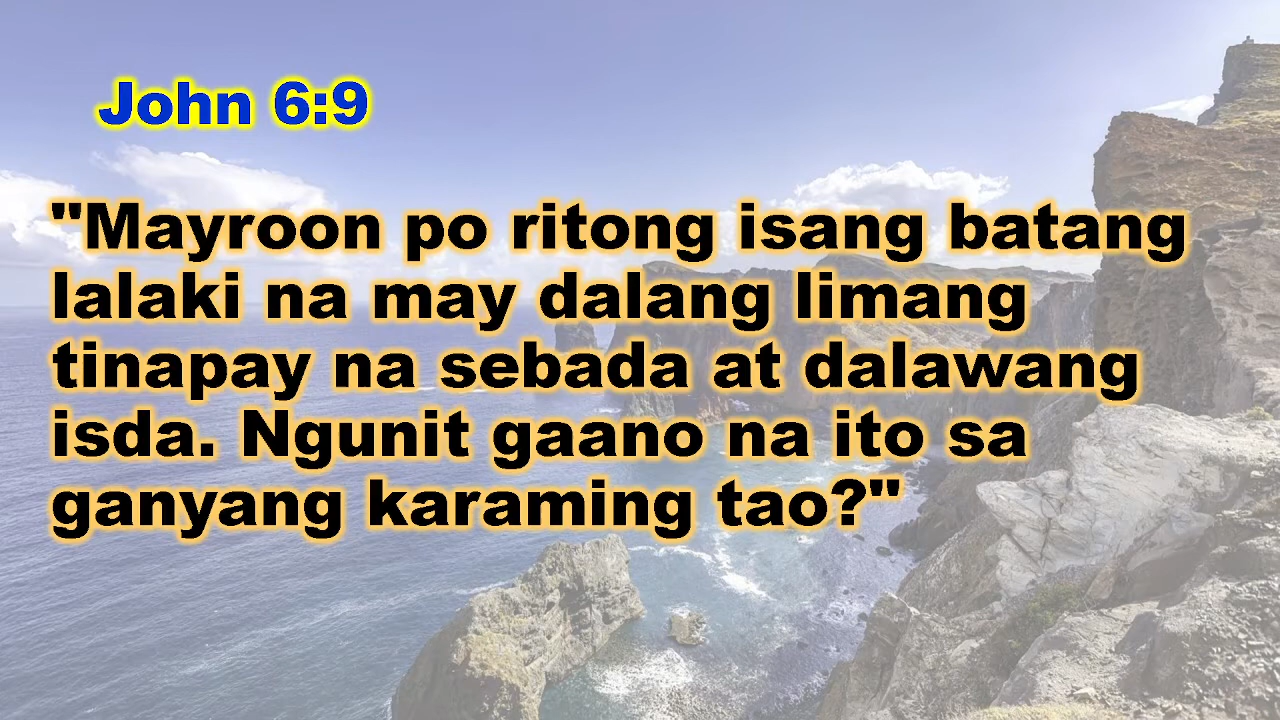 John 6:9
"Mayroon po ritong isang batang
lalaki na may dalang limang
tinapay na sebada at dalawang
isda. Ngunit gaano na ito sa
ganyang karaming tao?"